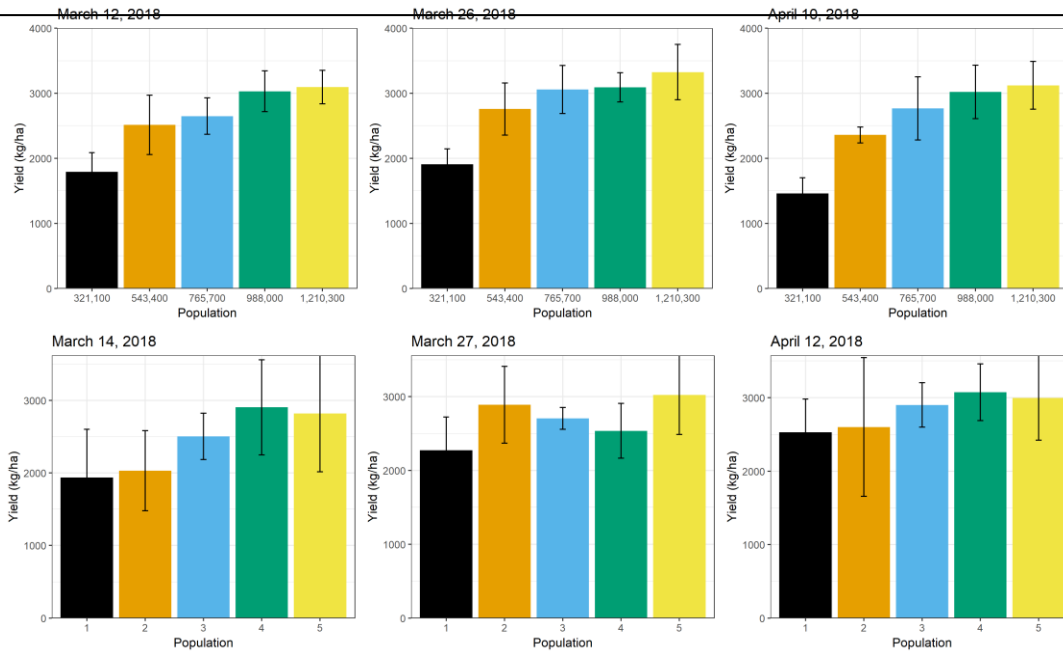 March 12, 2018
March 26, 2018
April 10, 2018
Yield (kg/ha)
4000
3000
2000
1000
0
321,100 543,400 765,700 988,000 1,210,300
Population
Yield (kg/ha)
4000
3000
2000
1000
0
321,100 543,400 765,700 988,000 1,210,300
Population
Yield (kg/ha)
4000
3000
2000
1000
0
321,100 543,400 765,700 988,000 1,210,300
Population
March 14, 2018
March 27, 2018
April 12, 2018
Yield (kg/ha)
3000
2000
1000
0
1 2 3 4 5
Population
Yield (kg/ha)
3000
2000
1000
0
1 2 3 4 5
Population
Yield (kg/ha)
3000
2000
1000
0
1 2 3 4 5
Population